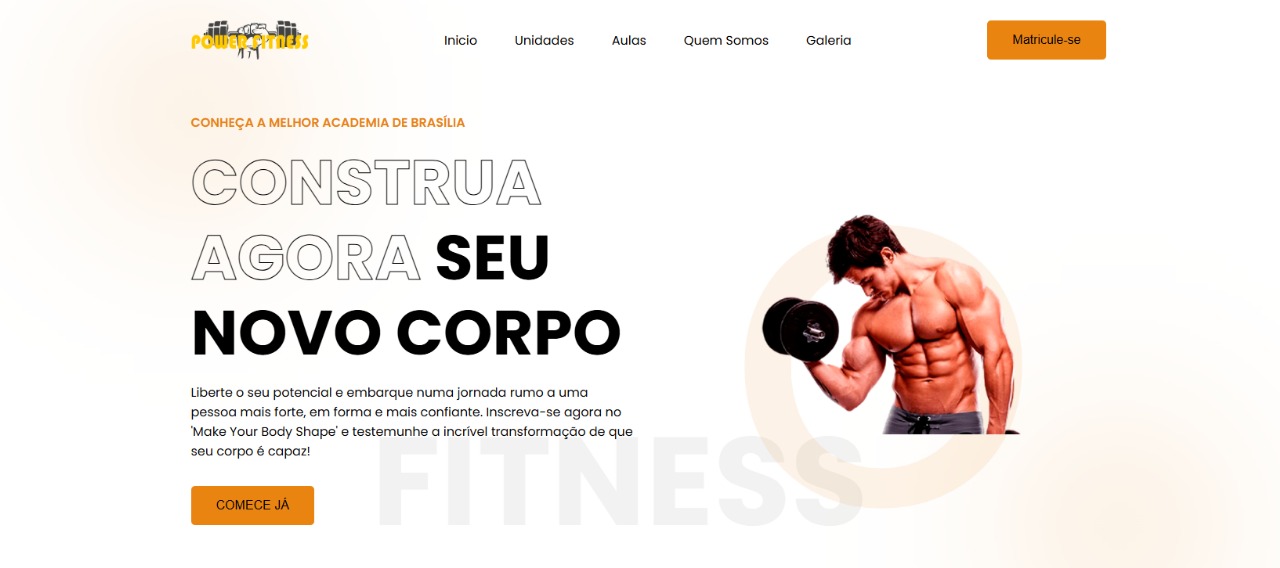 POWER FITNESS
Inicio
Unidades
Aulas
Quem Somos
Galeria
Matricule-se
CONHEÇA A MELHOR ACADEMIA DE BRASÍLIA
CONSTRUA
AGORA SEU
NOVO CORPO
Liberte o seu potencial e embarque numa jornada rumo a uma
pessoa mais forte, em forma e mais confiante. Inscreva-se agora no
'Make Your Body Shape' e testemunhe a incrível transformação de que
seu corpo é capaz!
FITNESS
COMECE JÁ